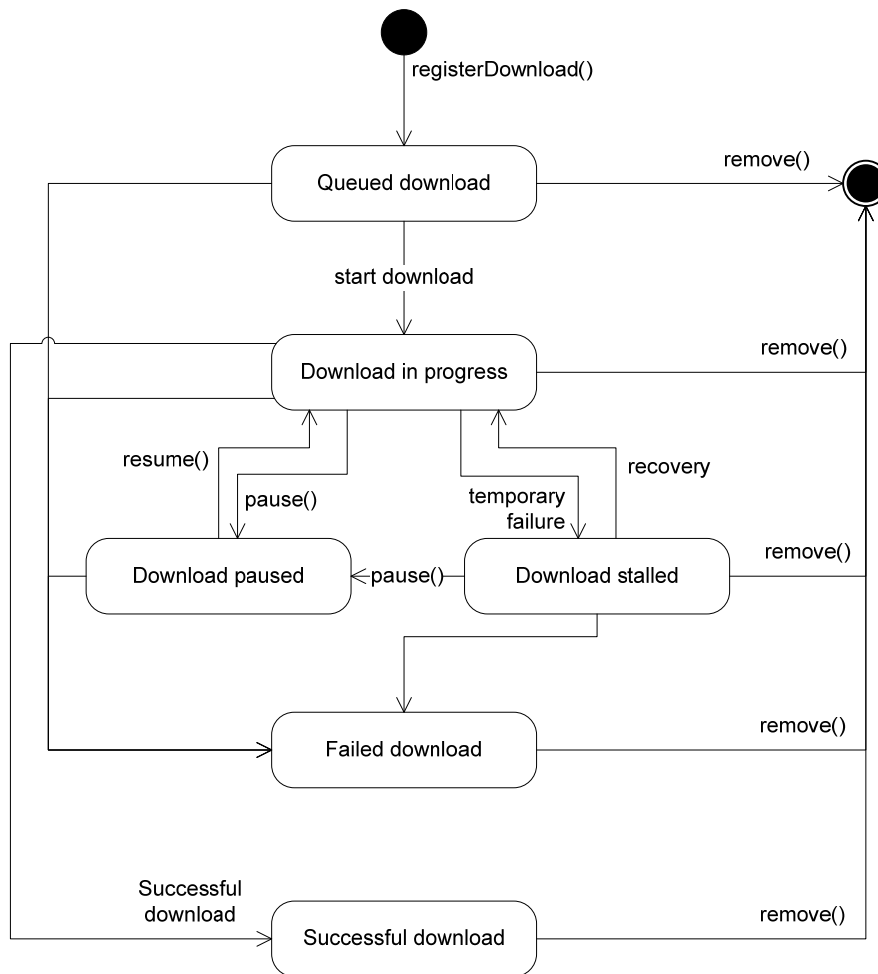 registerDownload()
remove()
Queued download
start download
remove()
Download in progress
resume()
recovery
pause()
temporary
failure
remove()
Download paused
pause()
Download stalled
remove()
Failed download
Successful
download
remove()
Successful download